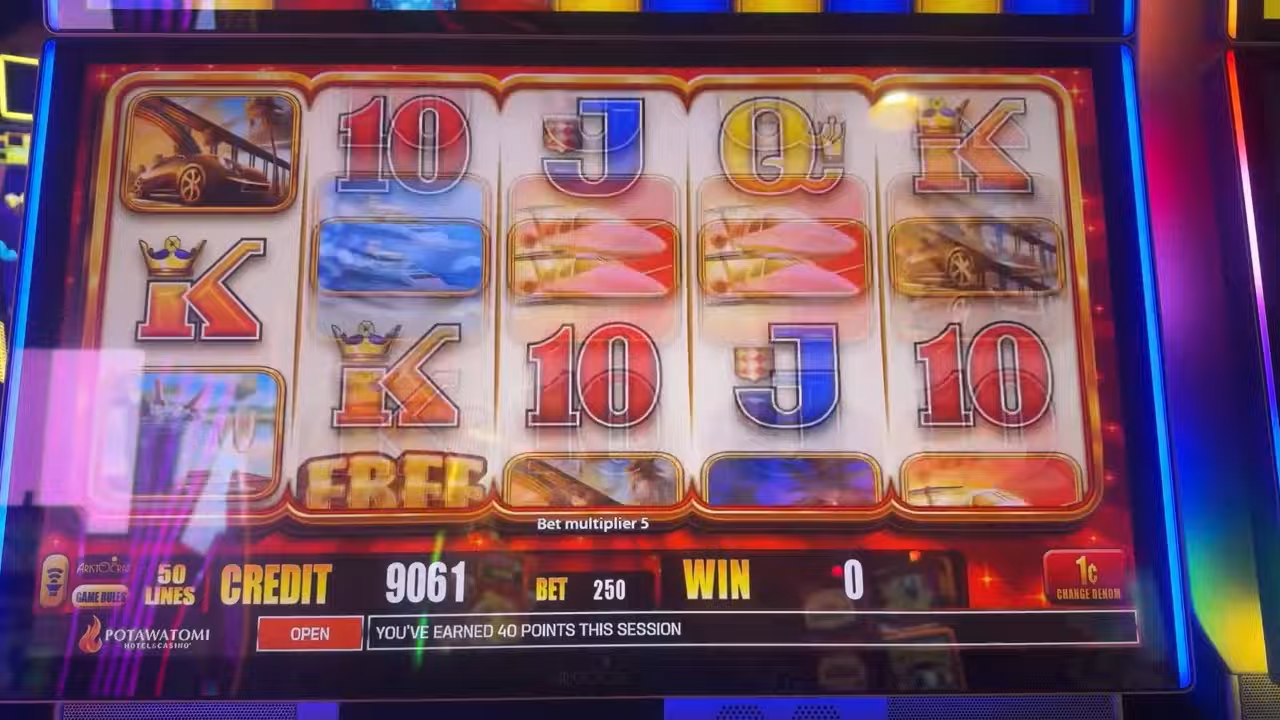 10 J Q K
K
K 10 J 10
FREE
Bet multiplier 5
ARISTOCRAT
GAME RULES
50 LINES
CREDIT 9061
BET 250
WIN 0
1¢
CHANGE DENOM
POTAWATOMI
HOTEL & CASINO
OPEN
YOU'VE EARNED 40 POINTS THIS SESSION